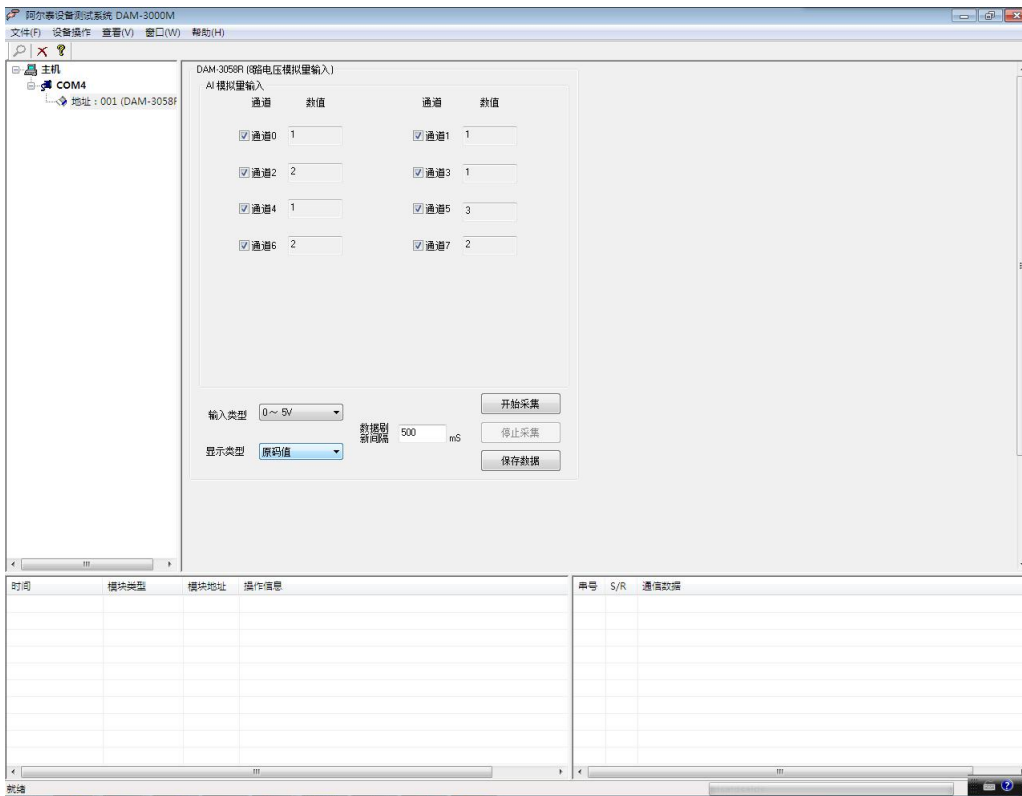 阿尔泰设备测试系统 DAM-3000M
文件(F) 设备操作 查看(V) 窗口(W) 帮助(H)
主机
COM4
地址：001 (DAM-3058F
DAM-3058R (8路电压模拟量输入)
AI 模拟量输入
通道 数值 通道 数值
通道0 1 通道1 1
通道2 2 通道3 1
通道4 1 通道5 3
通道6 2 通道7 2
输入类型 0～ 5V
显示类型 原码值
数据刷
新间隔 500 mS
开始采集
停止采集
保存数据
时间 模块类型 模块地址 操作信息
串号 S/R 通信数据
就绪